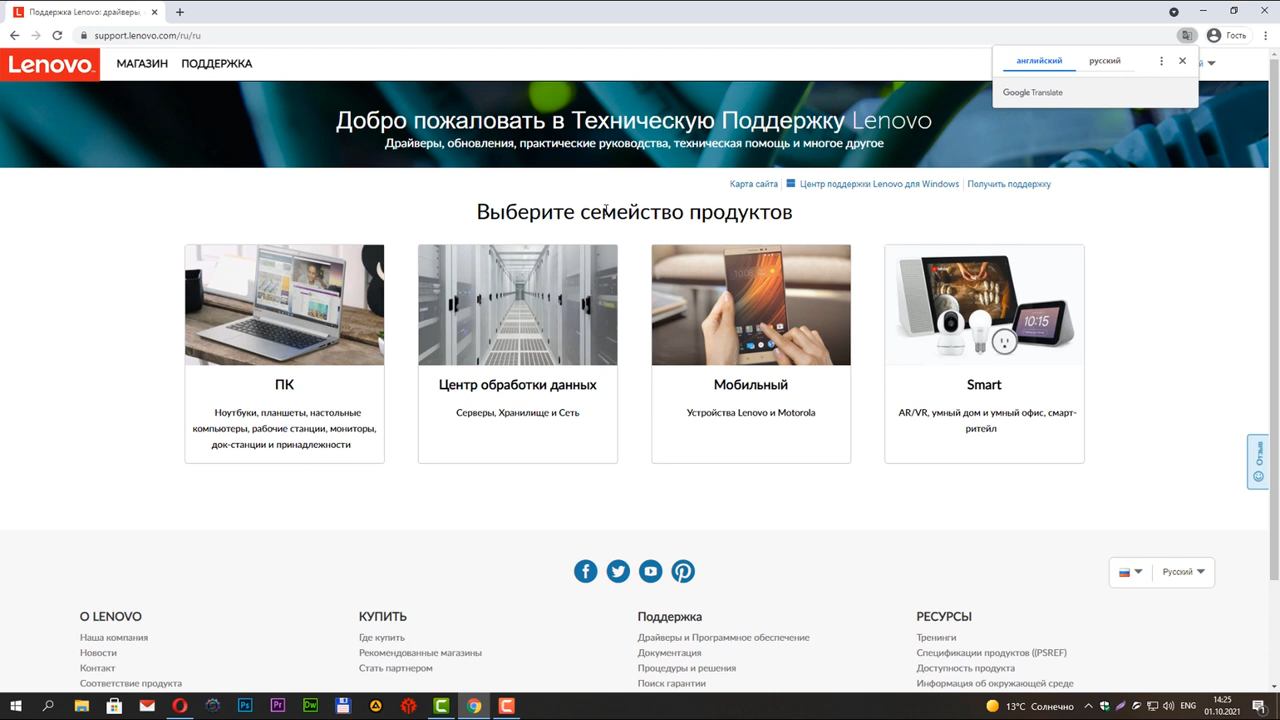 Поддержка Lenovo: драйверы,
support.lenovo.com/ru/ru
Гость
английский
русский
Google Translate
Lenovo
МАГАЗИН
ПОДДЕРЖКА
Добро пожаловать в Техническую Поддержку Lenovo
Драйверы, обновления, практические руководства, техническая помощь и многое другое
Карта сайта
Центр поддержки Lenovo для Windows
Получить поддержку
Выберите семейство продуктов
10:15
ПК
Ноутбуки, планшеты, настольные
компьютеры, рабочие станции, мониторы,
док-станции и принадлежности
Центр обработки данных
Серверы, Хранилище и Сеть
Мобильный
Устройства Lenovo и Motorola
Smart
AR/VR, умный дом и умный офис, смарт-
ритейл
Отзыв
Русский
О LENOVO
Наша компания
Новости
Контакт
Соответствие продукта
КУПИТЬ
Где купить
Рекомендованные магазины
Стать партнером
Поддержка
Драйверы и Программное обеспечение
Документация
Процедуры и решения
Поиск гарантии
РЕСУРСЫ
Тренинги
Спецификации продуктов ((PSREF)
Доступность продукта
Информация об окружающей среде
Ps
Pr
Dw
13°C Солнечно
14:25
01.10.2021